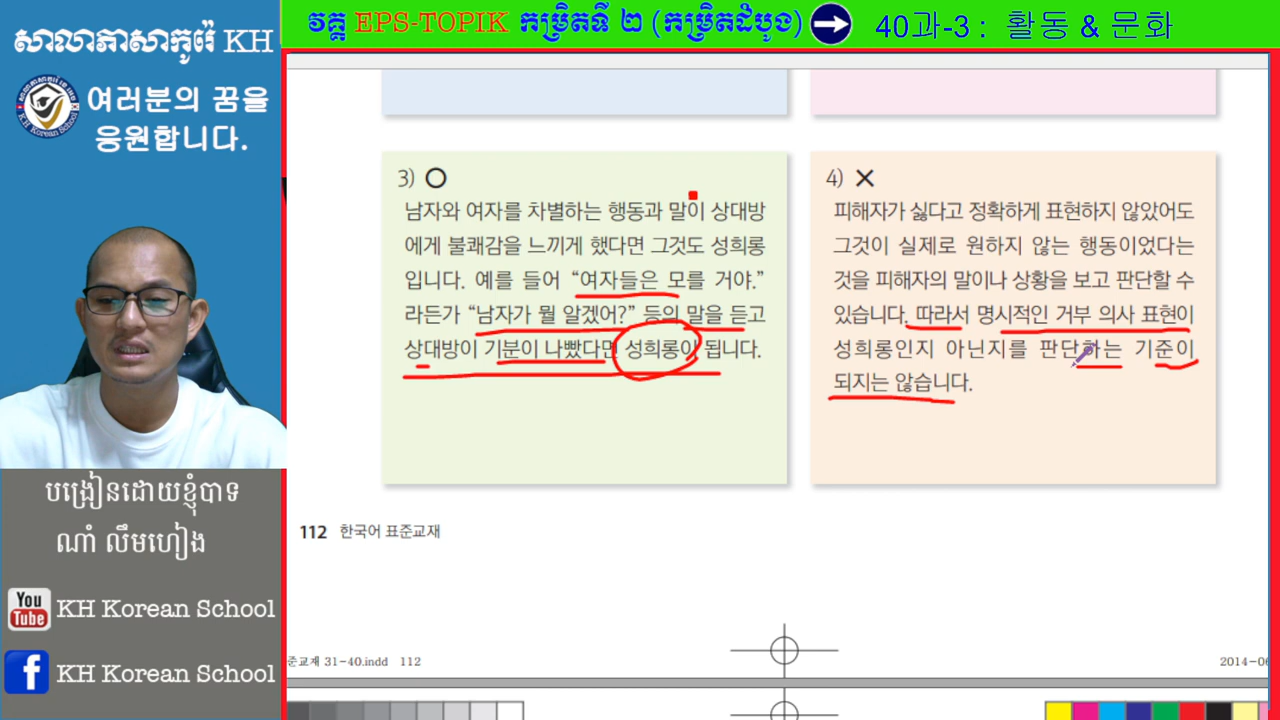 សាលាភាសាកូរ៉េ KH
여러분의 꿈을
응원합니다.
KH Korean School
វគ្គ EPS-TOPIK កម្រិតទី ២ (កម្រិតដំបូង)
40과-3 : 활동 & 문화
3) O
남자와 여자를 차별하는 행동과 말이 상대방
에게 불쾌감을 느끼게 했다면 그것도 성희롱
입니다. 예를 들어 “여자들은 모를 거야.”
라든가 “남자가 뭘 알겠어?” 등의 말을 듣고
상대방이 기분이 나빴다면 성희롱이 됩니다.
4) X
피해자가 싫다고 정확하게 표현하지 않았어도
그것이 실제로 원하지 않는 행동이었다는
것을 피해자의 말이나 상황을 보고 판단할 수
있습니다. 따라서 명시적인 거부 의사 표현이
성희롱인지 아닌지를 판단하는 기준이
되지는 않습니다.
112 한국어 표준교재
준교재 31-40.indd 112
2014-06
បង្រៀនដោយខ្ញុំបាទ
ណាំ លឹមហៀង
You Tube KH Korean School
f KH Korean School